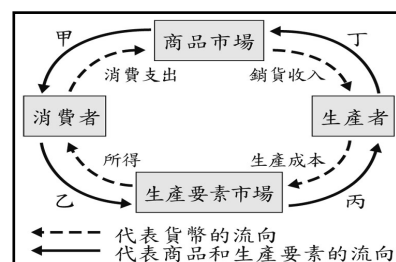 甲
商品市場
丁
消費支出
銷貨收入
消費者
生產者
所得
生產成本
乙
生產要素市場
丙
代表貨幣的流向
代表商品和生產要素的流向